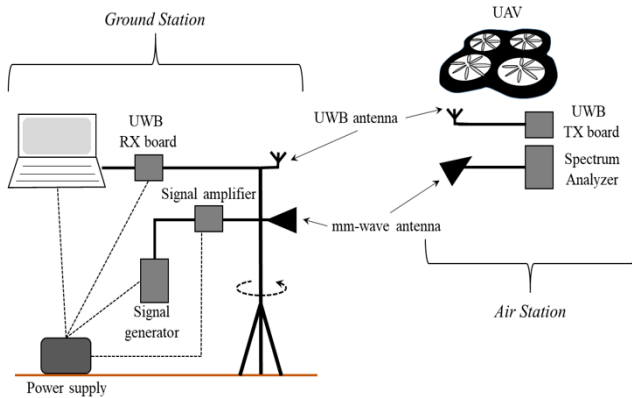 Ground Station
UAV
UWB
RX board
UWB antenna
UWB
TX board
Spectrum
Analyzer
Signal amplifier
mm-wave antenna
Signal
generator
Air Station
Power supply